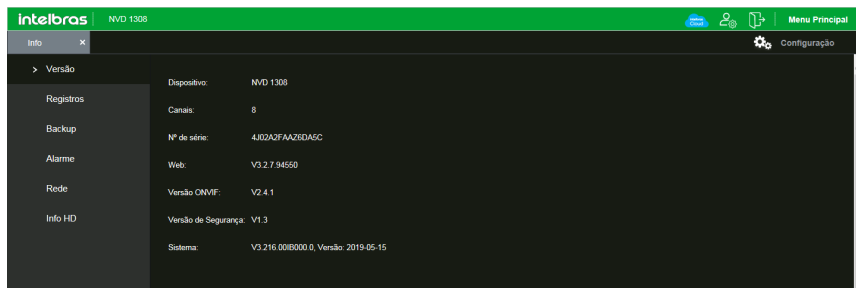 intelbras NVD 1308 intelbras Cloud Menu Principal
Info × Configuração
> Versão
Registros
Backup
Alarme
Rede
Info HD
Dispositivo: NVD 1308
Canais: 8
Nº de série: 4J02A2FAAZ6DA5C
Web: V3.2.7.94550
Versão ONVIF: V2.4.1
Versão de Segurança: V1.3
Sistema: V3.216.00IB000.0, Versão: 2019-05-15